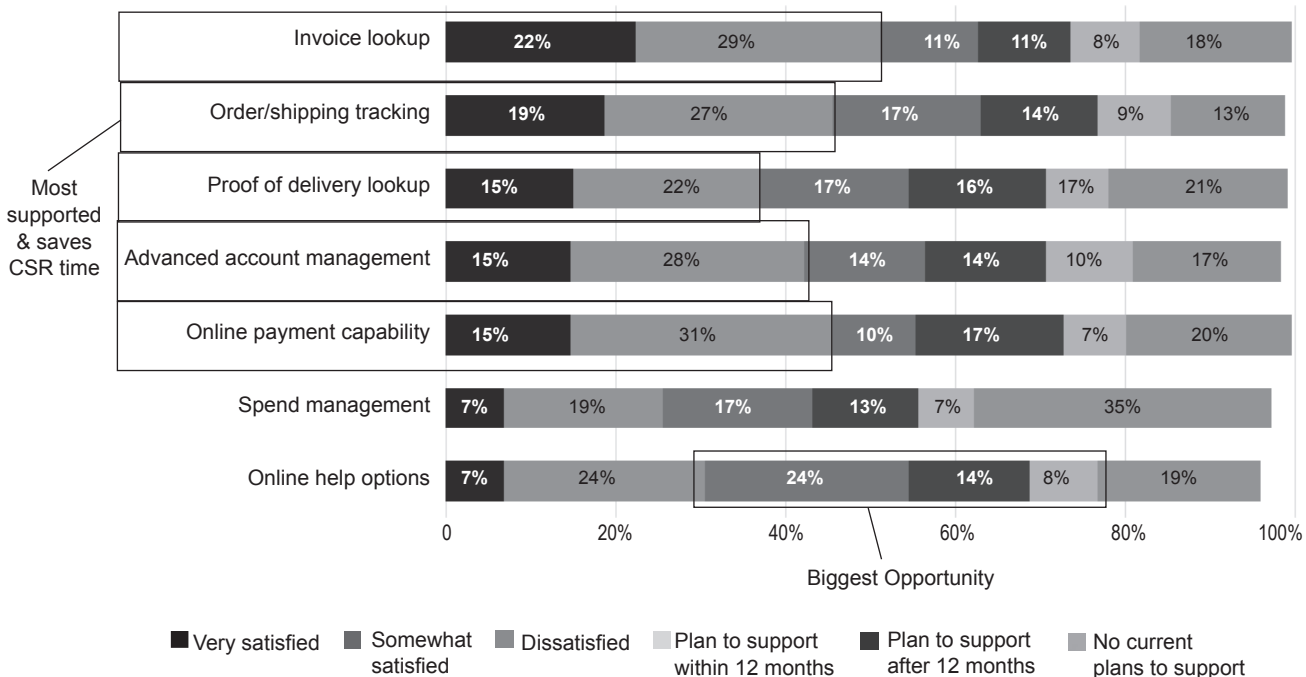 Invoice lookup 22% 29% 11% 11% 8% 18%
Order/shipping tracking 19% 27% 17% 14% 9% 13%
Proof of delivery lookup 15% 22% 17% 16% 17% 21%
Most
supported
& saves
CSR time
Advanced account management 15% 28% 14% 14% 10% 17%
Online payment capability 15% 31% 10% 17% 7% 20%
Spend management 7% 19% 17% 13% 7% 35%
Online help options 7% 24% 24% 14% 8% 19%
0 20% 40% 60% 80% 100%
Biggest Opportunity
Very satisfied
Somewhat
satisfied
Dissatisfied
Plan to support
within 12 months
Plan to support
after 12 months
No current
plans to support